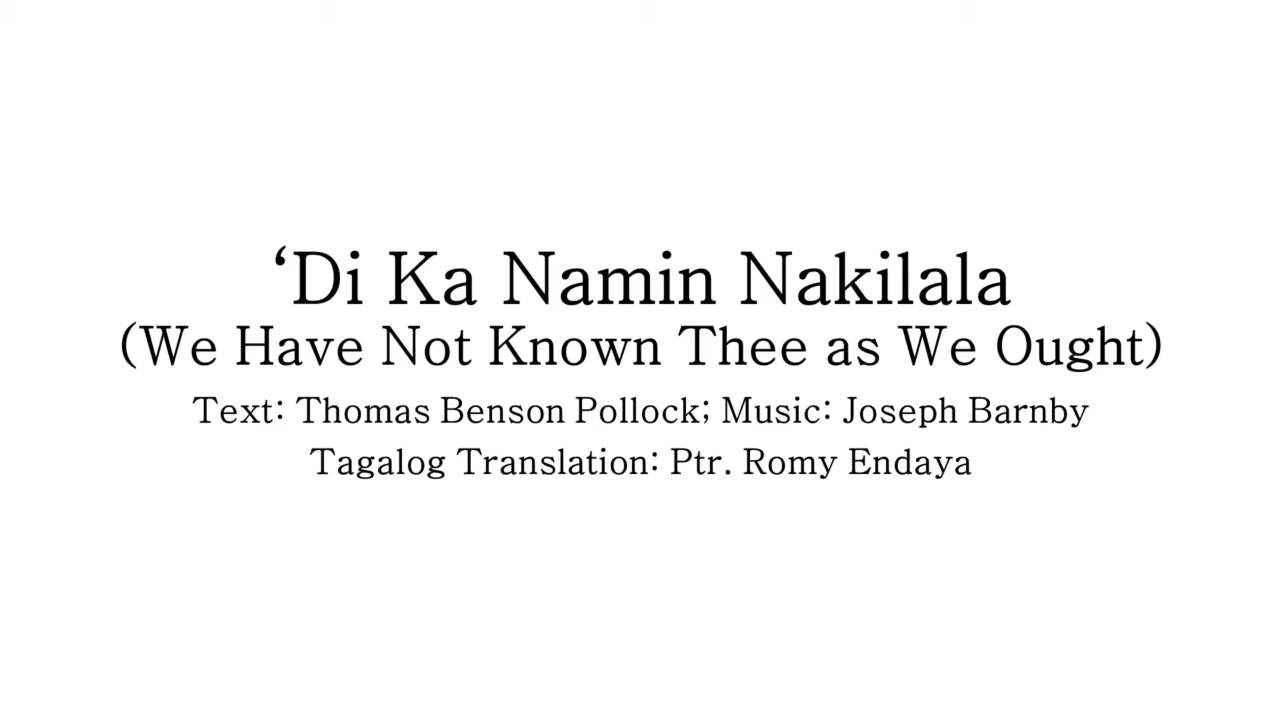 ‘Di Ka Namin Nakilala
(We Have Not Known Thee as We Ought)
Text: Thomas Benson Pollock; Music: Joseph Barnby
Tagalog Translation: Ptr. Romy Endaya